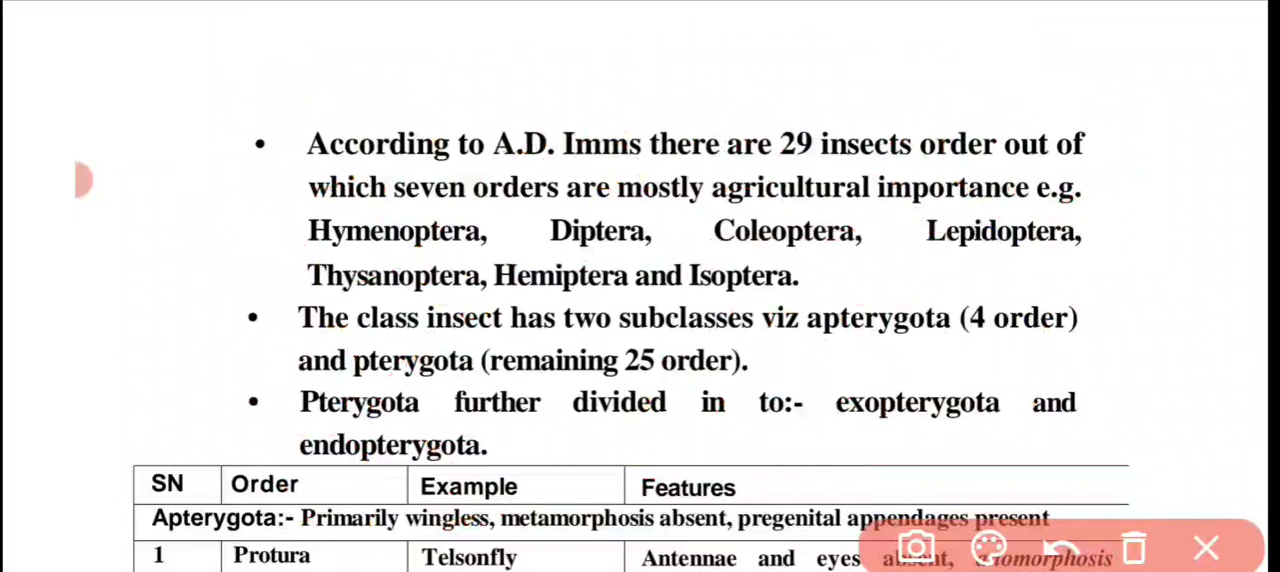 • According to A.D. Imms there are 29 insects order out of
which seven orders are mostly agricultural importance e.g.
Hymenoptera, Diptera, Coleoptera, Lepidoptera,
Thysanoptera, Hemiptera and Isoptera.
• The class insect has two subclasses viz apterygota (4 order)
and pterygota (remaining 25 order).
• Pterygota further divided in to:- exopterygota and
endopterygota.
SN Order Example Features
Apterygota:- Primarily wingless, metamorphosis absent, pregenital appendages present
1 Protura Telsonfly Antennae and eyes absent,